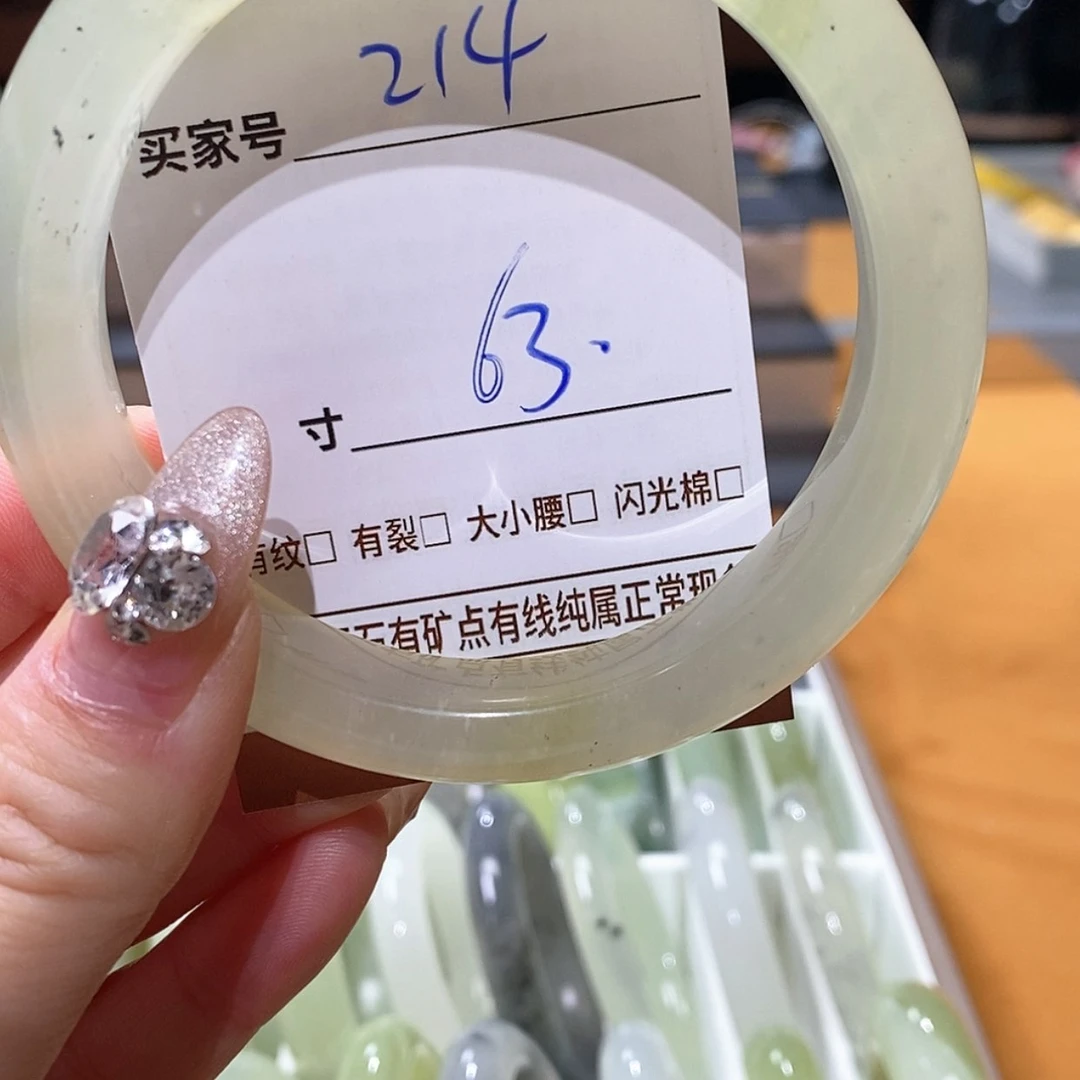 买家号 214
寸 63.
有纹□ 有裂□ 大小腰□ 闪光棉□
石有矿点有线纯属正常现